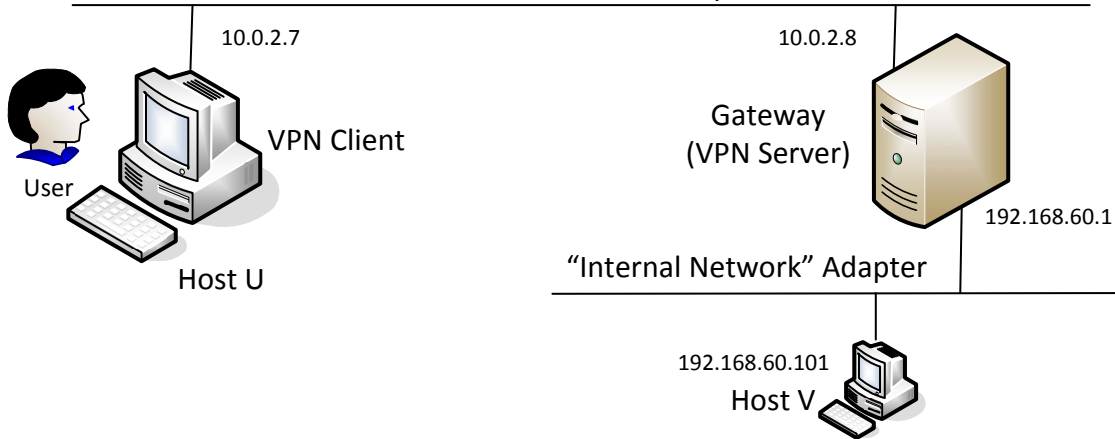 10.0.2.7
10.0.2.8
VPN Client
Gateway
(VPN Server)
User
192.168.60.1
Host U
“Internal Network” Adapter
192.168.60.101
Host V